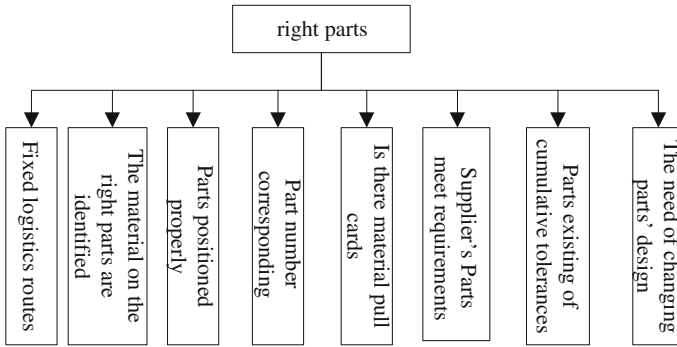 right parts
Fixed logistics routes
The material on the
right parts are
identified
Parts positioned
properly
Part number
corresponding
Is there material pull
cards
Supplier's Parts
meet requirements
Parts existing of
cumulative tolerances
The need of changing
parts' design